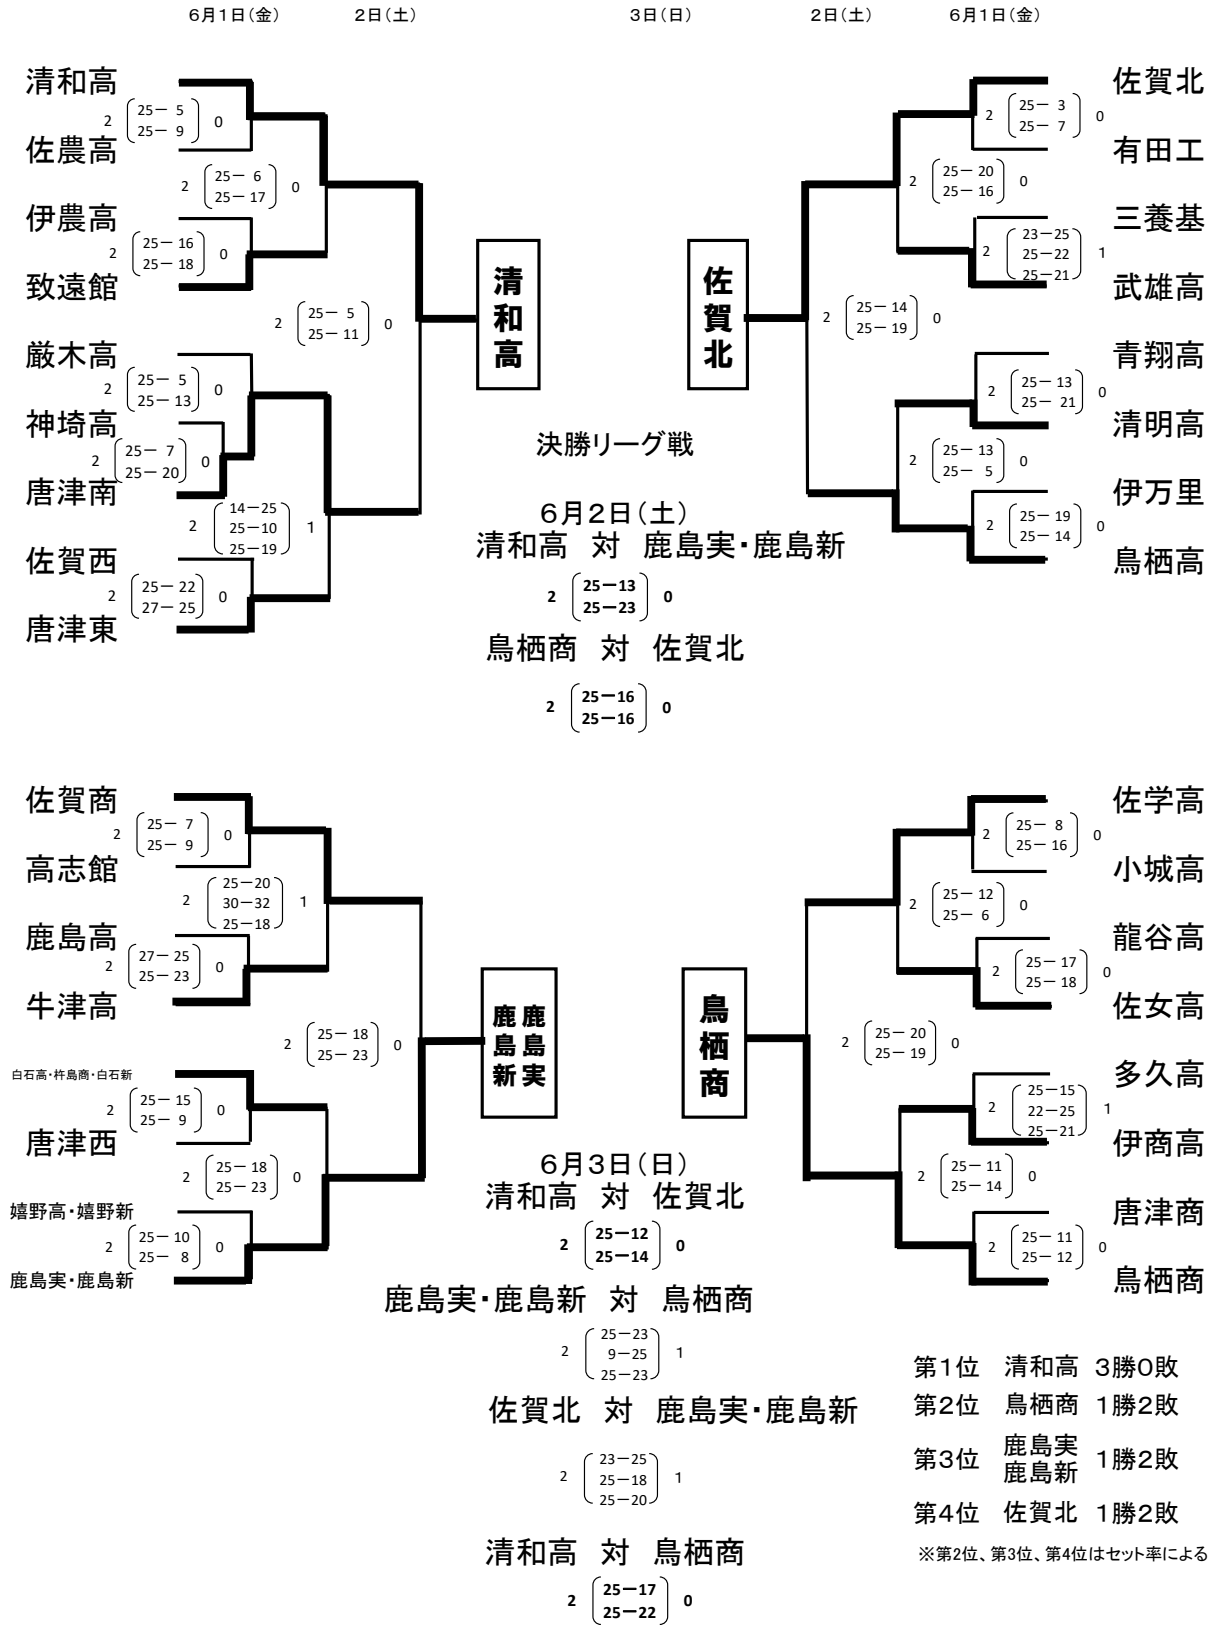 6月1日(金) 2日(土) 3日(日) 2日(土) 6月1日(金)
清和高
2 25－ 5 0
25－ 9
佐農高
2 25－ 6 0
25－17
伊農高
2 25－16 0
25－18
致遠館
2 25－ 5 0
25－11
厳木高
2 25－ 5 0
25－13
神埼高
2 25－ 7 0
25－20
唐津南
2 14－25 1
25－10
25－19
佐賀西
2 25－22 0
27－25
唐津東
清和高
佐賀北
佐賀北
2 25－ 3 0
25－ 7
有田工
2 25－20 0
25－16
三養基
2 23－25 1
25－22
25－21
武雄高
2 25－14 0
25－19
青翔高
2 25－13 0
25－ 21
清明高
2 25－13 0
25－ 5
伊万里
2 25－19 0
25－14
鳥栖高
決勝リーグ戦
6月2日(土)
清和高 対 鹿島実・鹿島新
2 25－13 0
25－23
鳥栖商 対 佐賀北
2 25－16 0
25－16
佐賀商
2 25－ 7 0
25－ 9
高志館
2 25－20 1
30－32
25－18
鹿島高
2 27－25 0
25－23
牛津高
2 25－18 0
25－23
白石高・杵島商・白石新
2 25－15 0
25－ 9
唐津西
2 25－18 0
25－23
嬉野高・嬉野新
2 25－10 0
25－ 8
鹿島実・鹿島新
鹿島実
鹿島新
鳥栖商
佐学高
2 25－ 8 0
25－16
小城高
2 25－12 0
25－ 6
龍谷高
2 25－17 0
25－18
佐女高
2 25－20 0
25－19
多久高
2 25－15 1
22－25
25－21
伊商高
2 25－11 0
25－14
唐津商
2 25－11 0
25－12
鳥栖商
6月3日(日)
清和高 対 佐賀北
2 25－12 0
25－14
鹿島実・鹿島新 対 鳥栖商
2 25－23 1
9－25
25－23
佐賀北 対 鹿島実・鹿島新
2 23－25 1
25－18
25－20
清和高 対 鳥栖商
2 25－17 0
25－22
第1位 清和高 3勝0敗
第2位 鳥栖商 1勝2敗
第3位 鹿島実 鹿島新 1勝2敗
第4位 佐賀北 1勝2敗
※第2位、第3位、第4位はセット率による